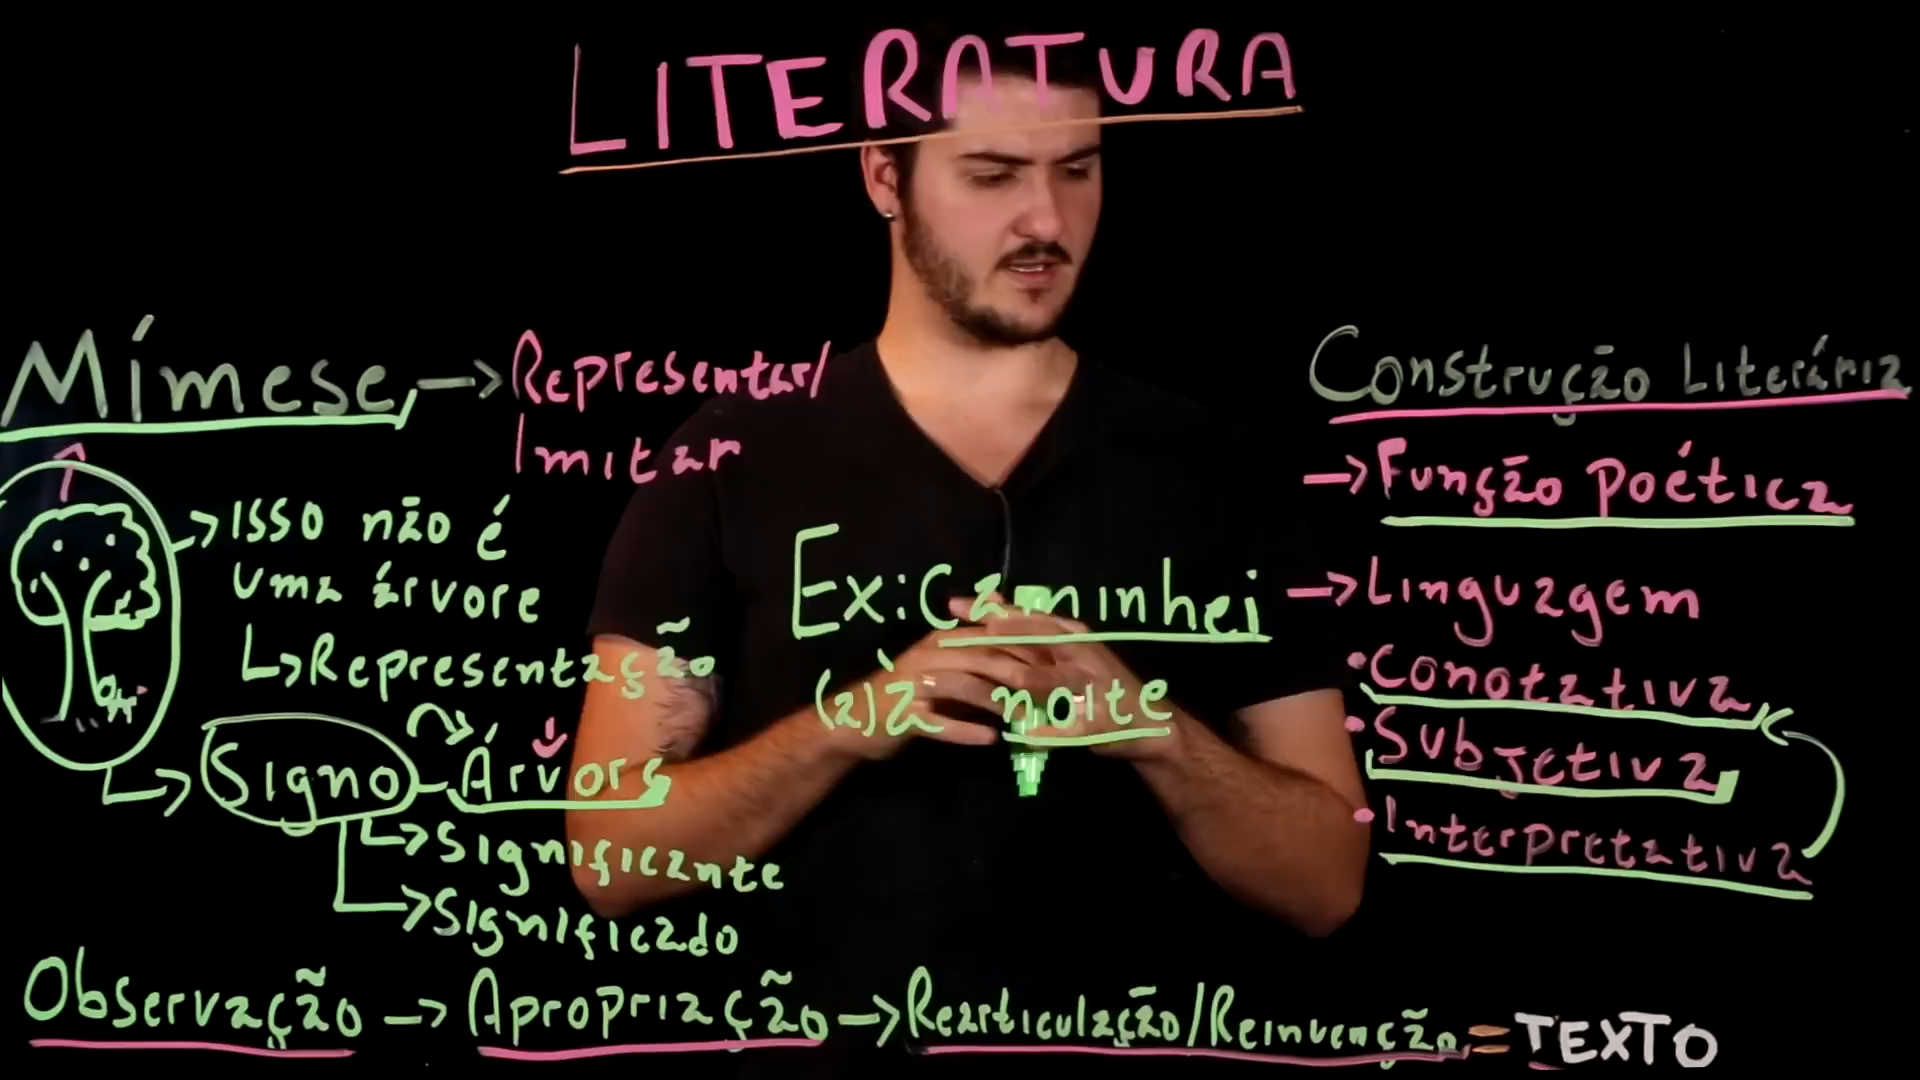 LITERATURA
Mímese -> Representar/
Imitar
-> Isso não é
uma árvore
↳ Representação
-> Signo - Árvore
-> Significante
-> Significado
Ex: Caminhei
(a) à noite
Construção Literária
-> Função poética
-> Linguagem
• Conotativa
• Subjetiva
• Interpretativa
Observação -> Apropriação -> Rearticulação/Reinvenção = TEXTO